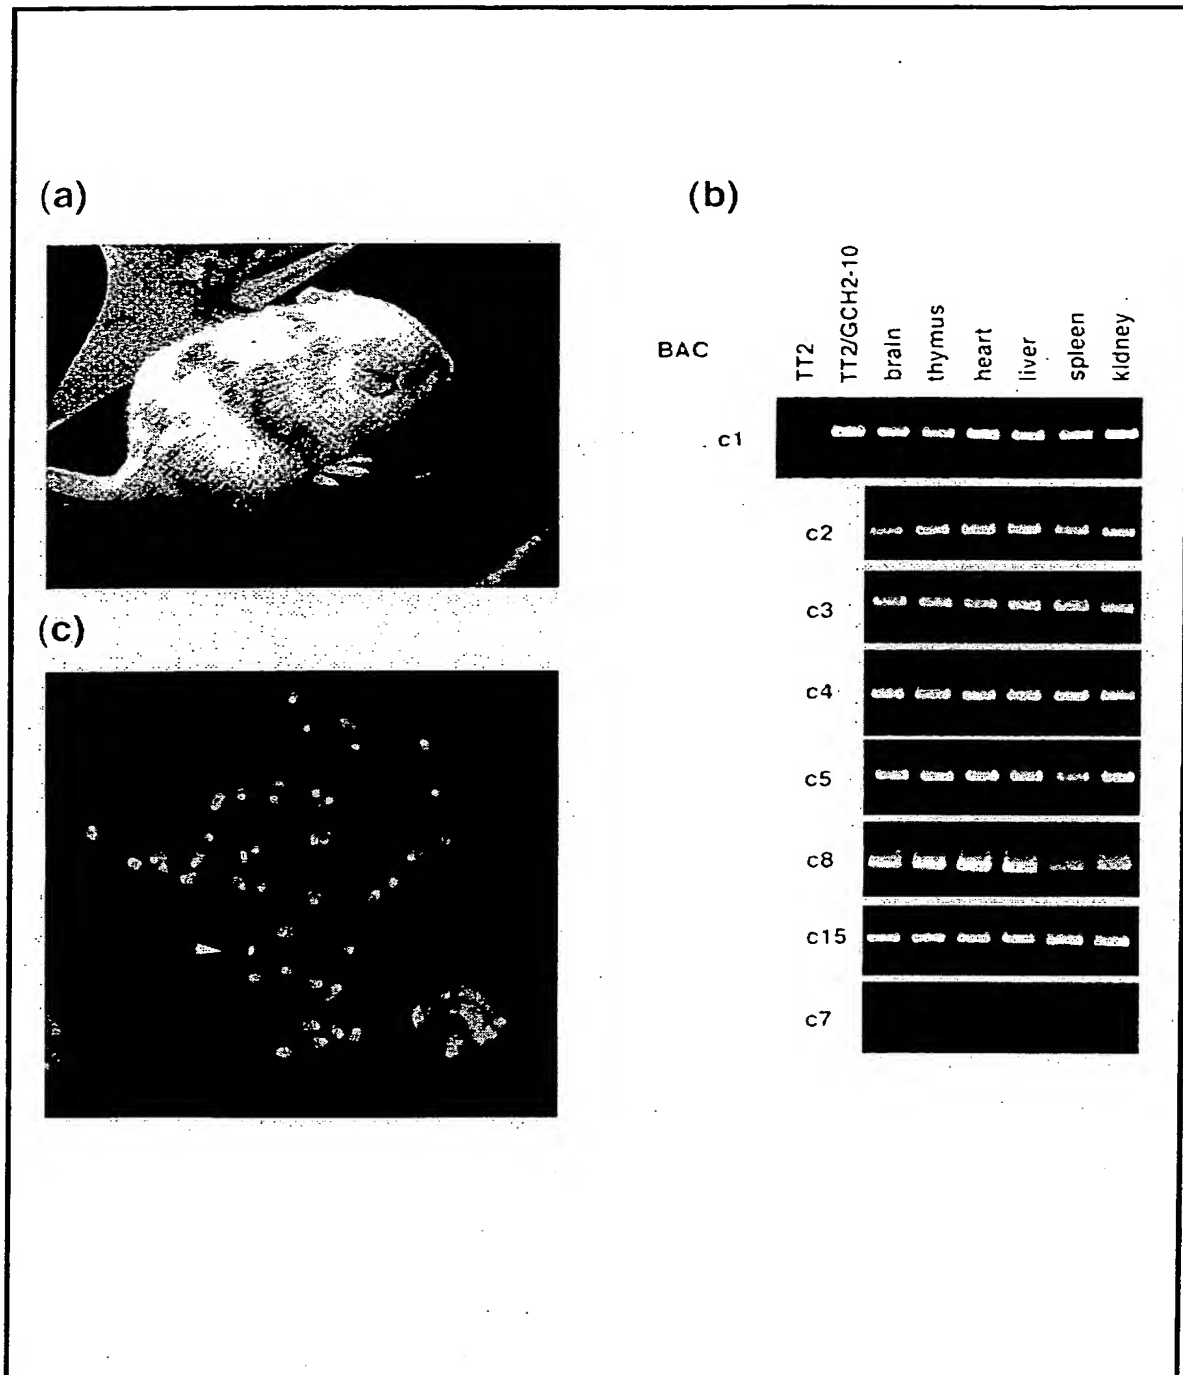 (a)
(b)
BAC
TT2
TT2/GCH2-10
brain
thymus
heart
liver
spleen
kidney
c1
c2
c3
c4
c5
c8
c15
c7
(c)